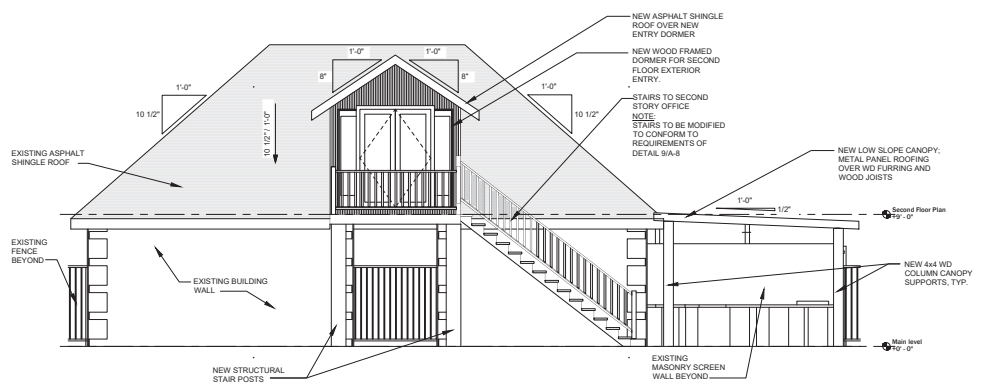 NEW ASPHALT SHINGLE
ROOF OVER NEW
ENTRY DORMER
1'-0"
1'-0"
8"
8"
NEW WOOD FRAMED
DORMER FOR SECOND
FLOOR EXTERIOR
ENTRY.
1'-0"
10 1/2"
10 1/2" / 1'-0"
1'-0"
10 1/2"
STAIRS TO SECOND
STORY OFFICE
NOTE:
STAIRS TO BE MODIFIED
TO CONFORM TO
REQUIREMENTS OF
DETAIL 9/A-8
EXISTING ASPHALT
SHINGLE ROOF
NEW LOW SLOPE CANOPY;
METAL PANEL ROOFING
OVER WD FURRING AND
WOOD JOISTS
1'-0"
1/2"
Second Floor Plan
+9' - 0"
EXISTING
FENCE
BEYOND
EXISTING BUILDING
WALL
NEW 4x4 WD
COLUMN CANOPY
SUPPORTS, TYP.
Main level
+0' - 0"
NEW STRUCTURAL
STAIR POSTS
EXISTING
MASONRY SCREEN
WALL BEYOND